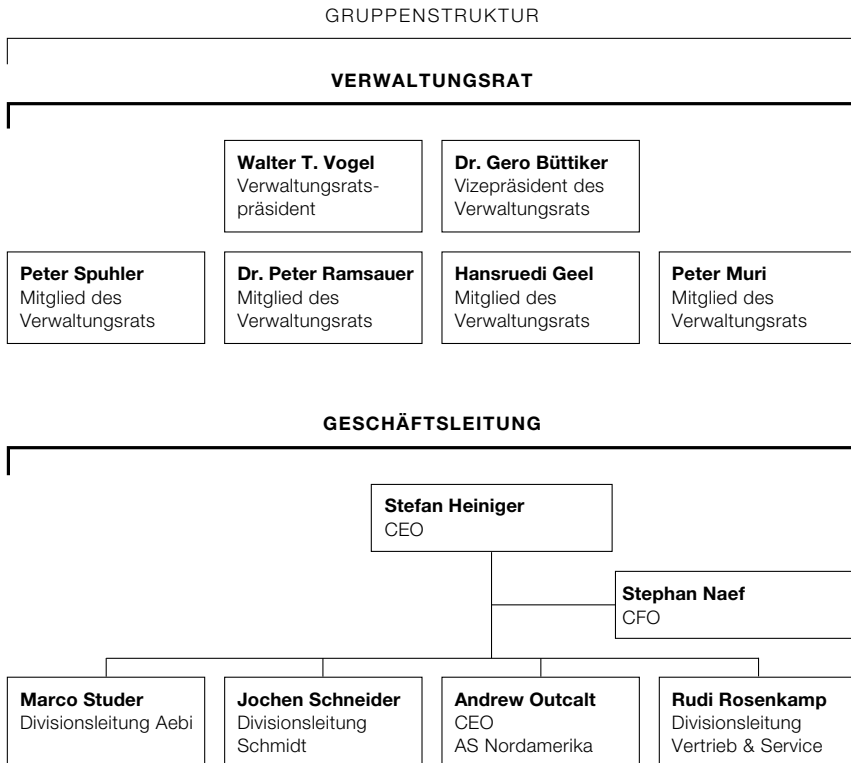 GRUPPENSTRUKTUR
VERWALTUNGSRAT
Walter T. Vogel
Verwaltungsrats-
präsident
Dr. Gero Büttiker
Vizepräsident des
Verwaltungsrats
Peter Spuhler
Mitglied des
Verwaltungsrats
Dr. Peter Ramsauer
Mitglied des
Verwaltungsrats
Hansruedi Geel
Mitglied des
Verwaltungsrats
Peter Muri
Mitglied des
Verwaltungsrats
GESCHÄFTSLEITUNG
Stefan Heiniger
CEO
Stephan Naef
CFO
Marco Studer
Divisionsleitung Aebi
Jochen Schneider
Divisionsleitung
Schmidt
Andrew Outcalt
CEO
AS Nordamerika
Rudi Rosenkamp
Divisionsleitung
Vertrieb & Service